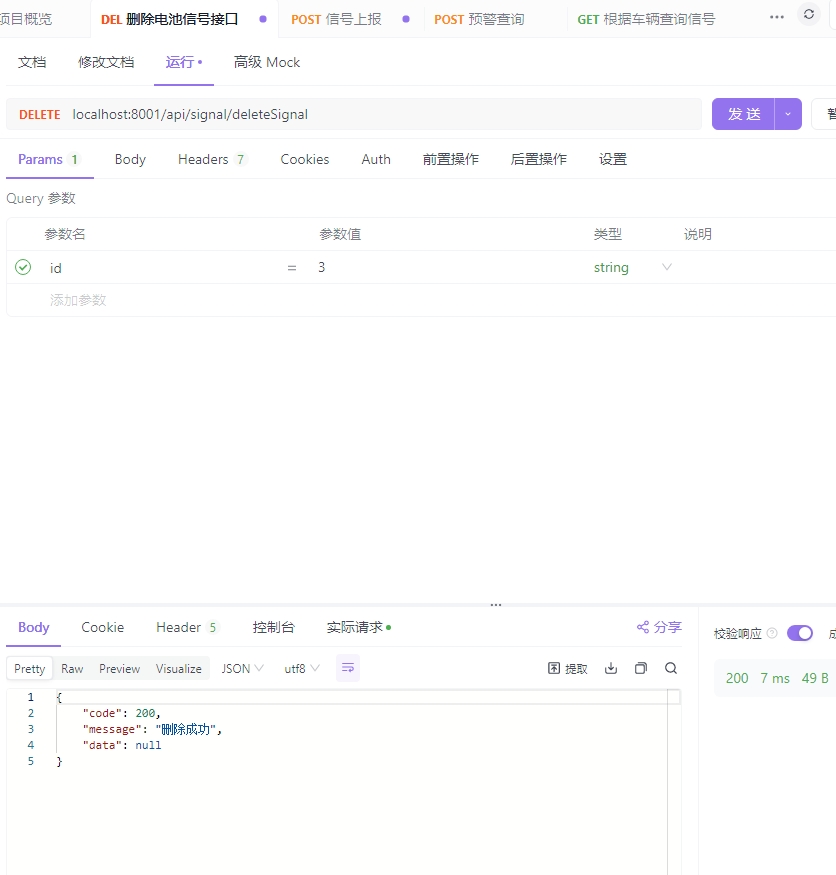 项目概览 DEL 删除电池信号接口 POST 信号上报 POST 预警查询 GET 根据车辆查询信号 ···
文档 修改文档 运行 高级 Mock
DELETE localhost:8001/api/signal/deleteSignal 发 送
Params 1 Body Headers 7 Cookies Auth 前置操作 后置操作 设置
Query 参数
参数名 参数值 类型 说明
id = 3 string
添加参数
Body Cookie Header 5 控制台 实际请求 分享 校验响应
Pretty Raw Preview Visualize JSON utf8 提取
200 7 ms 49 B
1 {
2 "code": 200,
3 "message": "删除成功",
4 "data": null
5 }